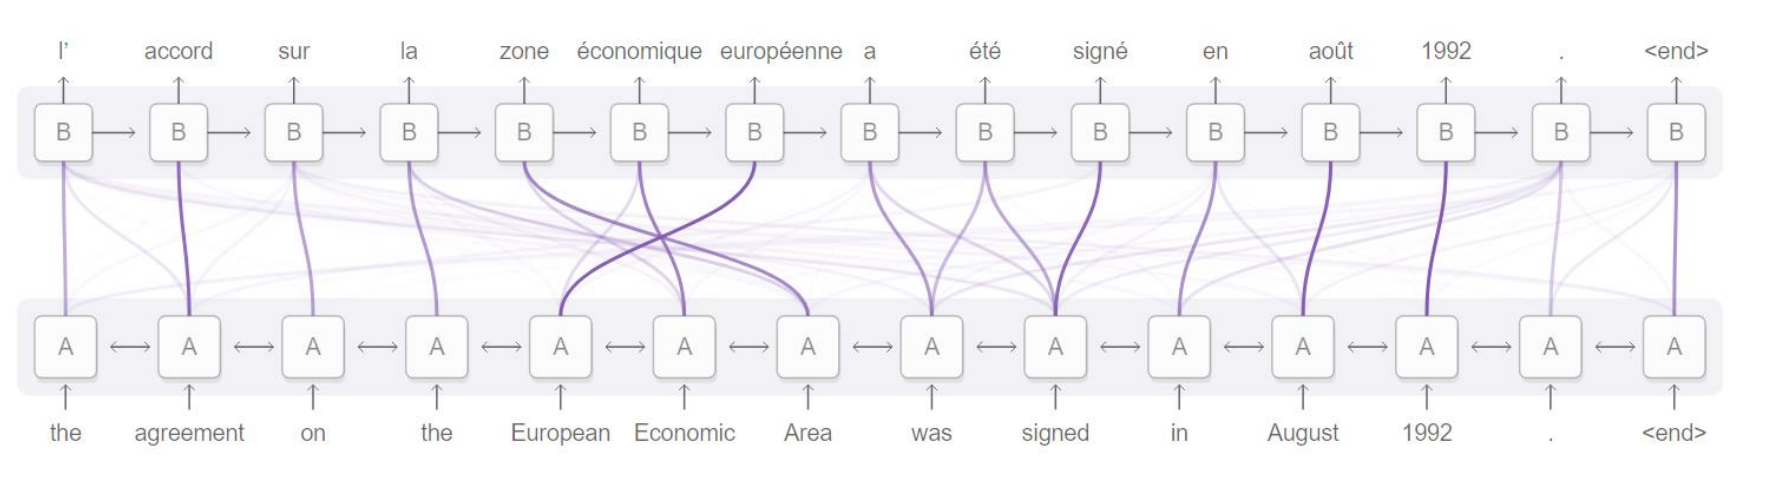 l’ accord sur la zone économique européenne a été signé en août 1992 . <end>
B B B B B B B B B B B B B B B
A A A A A A A A A A A A A A
the agreement on the European Economic Area was signed in August 1992 . <end>